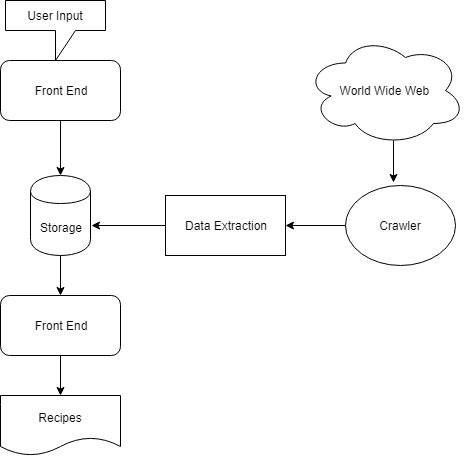 User Input
Front End
World Wide Web
Storage
Data Extraction
Crawler
Front End
Recipes